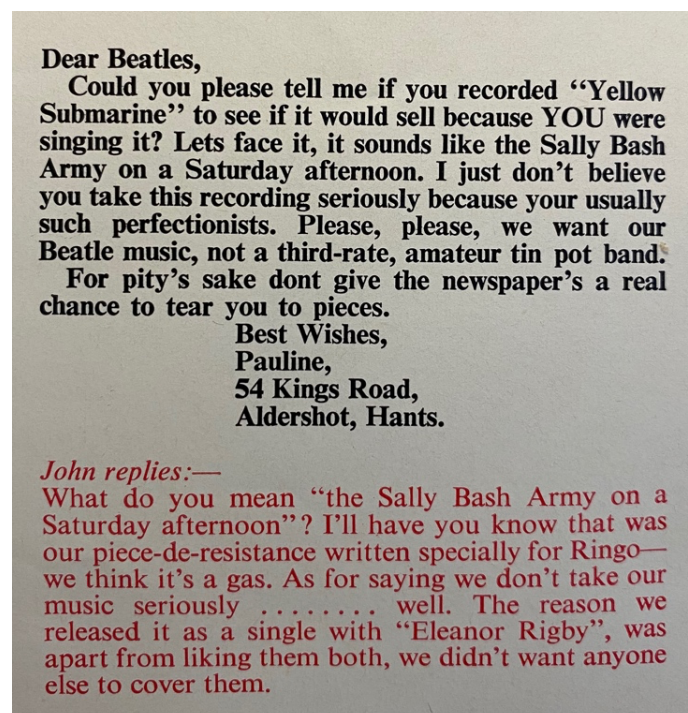 Dear Beatles,
Could you please tell me if you recorded “Yellow
Submarine” to see if it would sell because YOU were
singing it? Lets face it, it sounds like the Sally Bash
Army on a Saturday afternoon. I just don’t believe
you take this recording seriously because your usually
such perfectionists. Please, please, we want our
Beatle music, not a third-rate, amateur tin pot band.
For pity’s sake dont give the newspaper’s a real
chance to tear you to pieces.
Best Wishes,
Pauline,
54 Kings Road,
Aldershot, Hants.
John replies:—
What do you mean “the Sally Bash Army on a
Saturday afternoon”? I’ll have you know that was
our piece-de-resistance written specially for Ringo—
we think it’s a gas. As for saying we don’t take our
music seriously ........ well. The reason we
released it as a single with “Eleanor Rigby”, was
apart from liking them both, we didn’t want anyone
else to cover them.